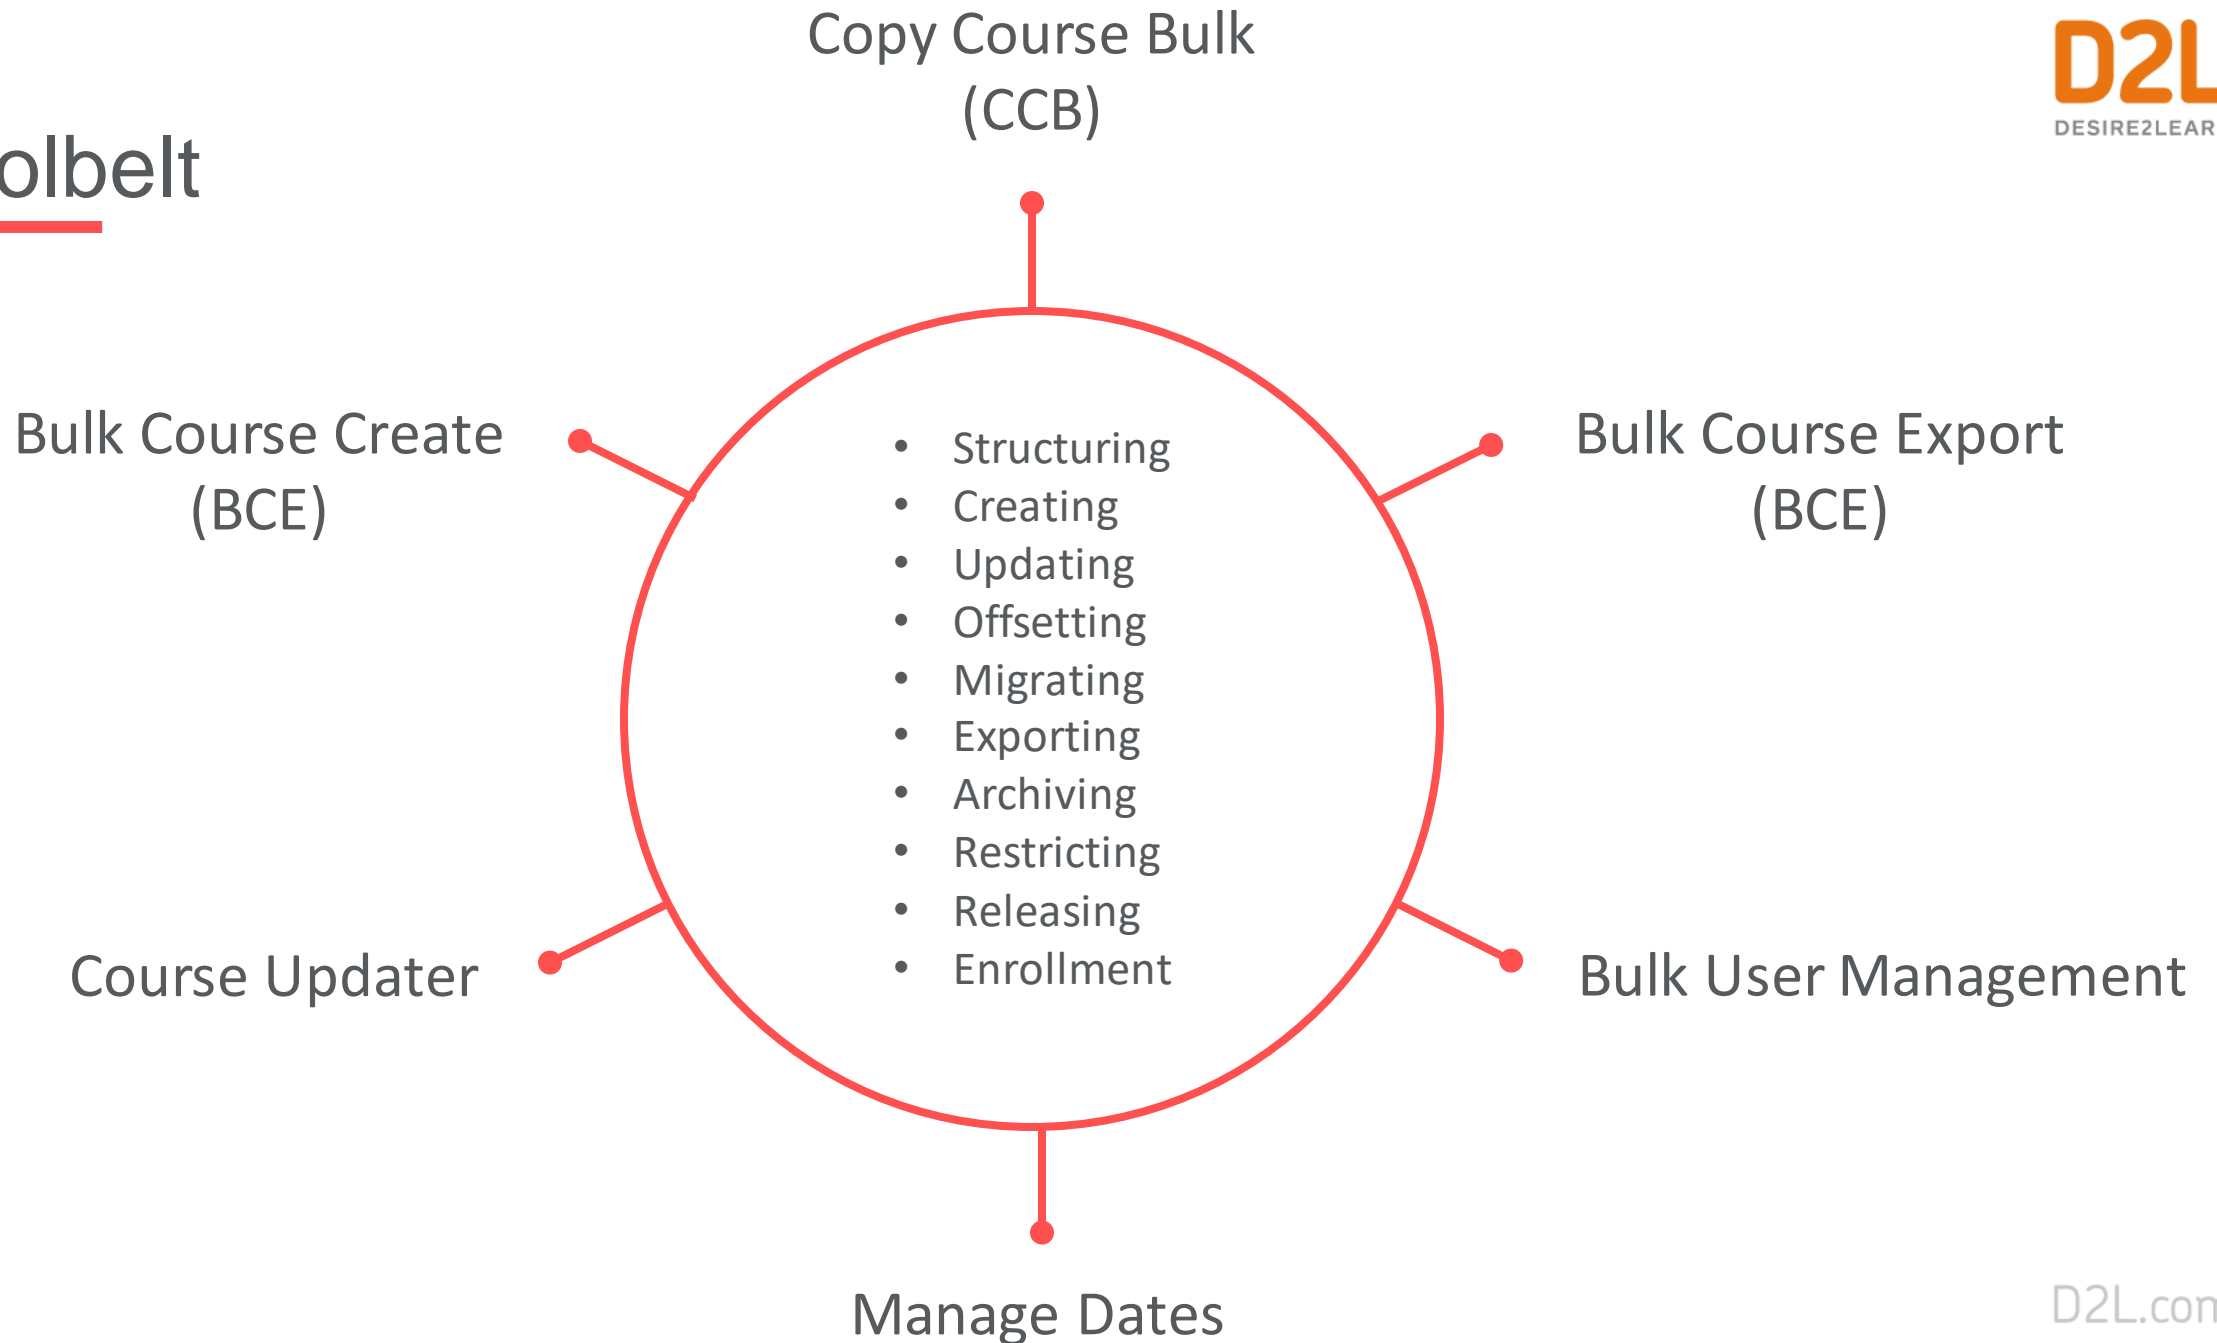 Copy Course Bulk
(CCB)
D2L
DESIRE2LEAR
olbelt
Bulk Course Create
(BCE)
• Structuring
• Creating
• Updating
• Offsetting
• Migrating
• Exporting
• Archiving
• Restricting
• Releasing
• Enrollment
Bulk Course Export
(BCE)
Course Updater
Bulk User Management
Manage Dates
D2L.com